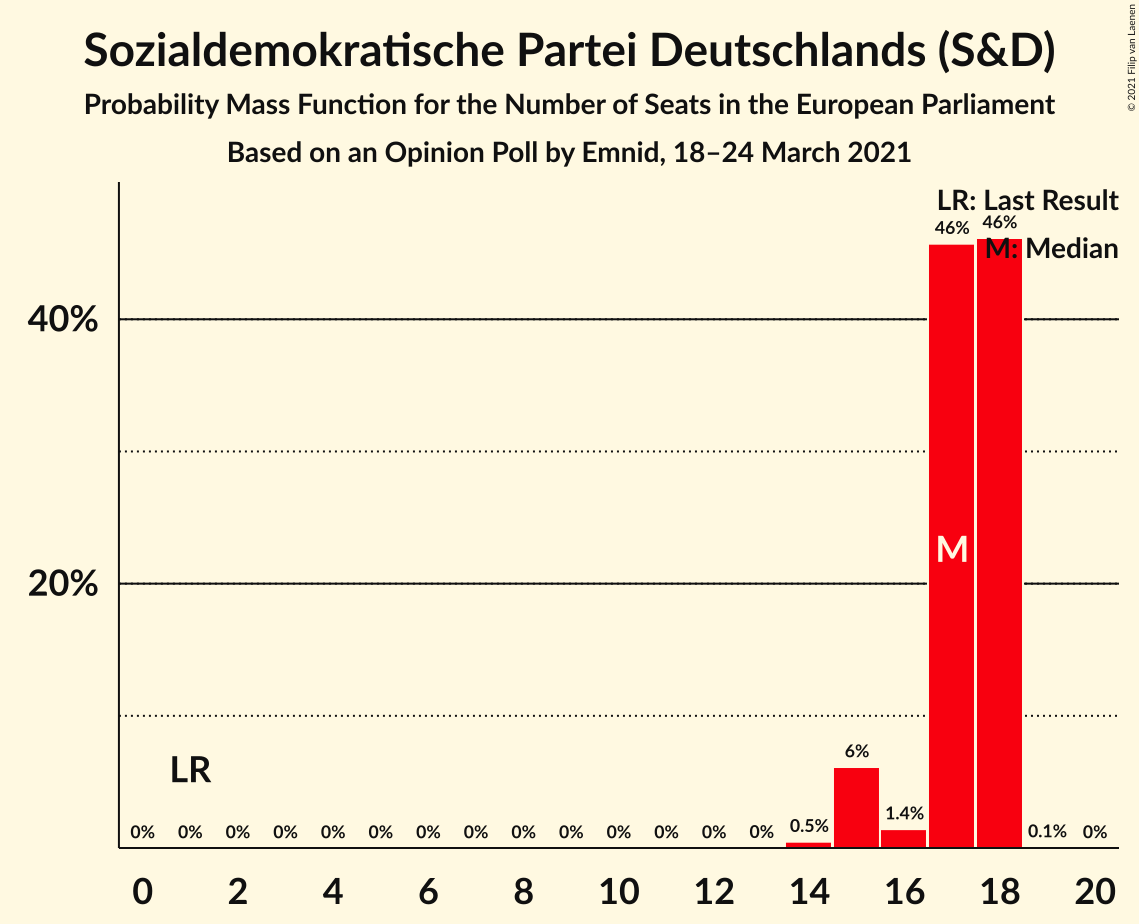 Sozialdemokratische Partei Deutschlands (S&D)
Probability Mass Function for the Number of Seats in the European Parliament
Based on an Opinion Poll by Emnid, 18–24 March 2021
© 2021 Filip van Laenen
LR: Last Result
M: Median
46% 46%
40%
M
20%
6%
LR
1.4%
0% 0% 0% 0% 0% 0% 0% 0% 0% 0% 0% 0% 0% 0% 0.5% 0.1% 0%
0 2 4 6 8 10 12 14 16 18 20